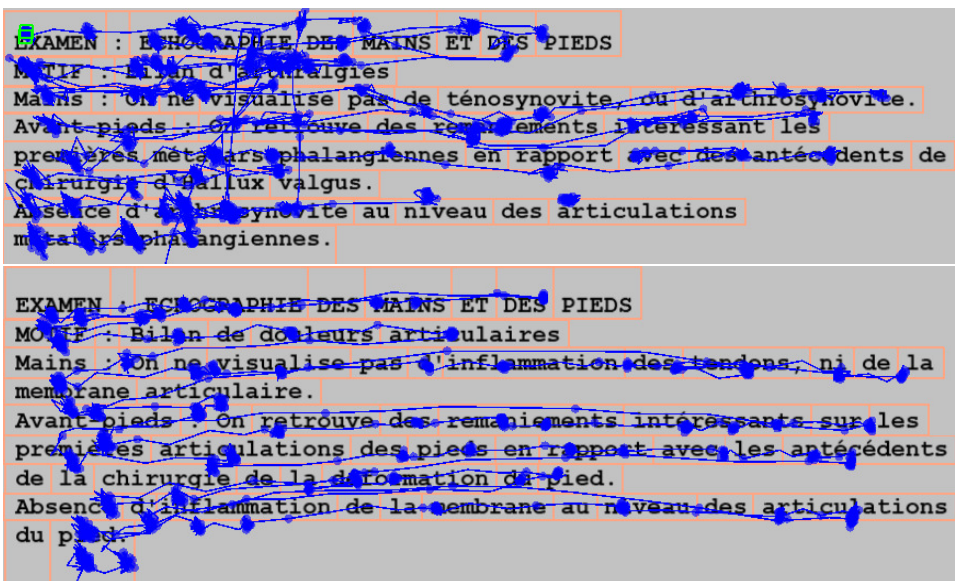 EXAMEN : ECHOGRAPHIE DES MAINS ET DES PIEDS
MOTIF : Bilan d'arthralgies
Mains : On ne visualise pas de ténosynovite, ou d'arthrosynovite.
Avant-pieds : On retrouve des remaniements intéressant les
premières métatarsophalangiennes en rapport avec des antécédents de
chirurgie d'Hallux valgus.
Absence d'arthrosynovite au niveau des articulations
métatarsophalangiennes.
EXAMEN : ECHOGRAPHIE DES MAINS ET DES PIEDS
MOTIF : Bilan de douleurs articulaires
Mains : On ne visualise pas d'inflammation des tendons, ni de la
membrane articulaire.
Avant-pieds : On retrouve des remaniements intéressants sur les
premières articulations des pieds en rapport avec les antécédents
de la chirurgie de la déformation du pied.
Absence d'inflammation de la membrane au niveau des articulations
du pied.